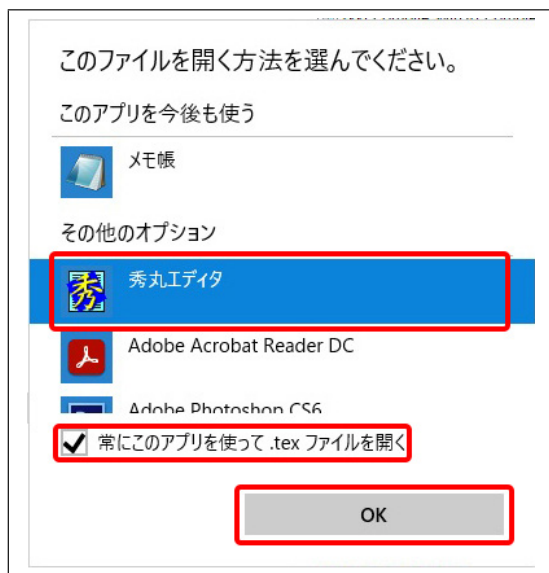 このファイルを開く方法を選んでください。
このアプリを今後も使う
メモ帳
その他のオプション
秀丸エディタ
Adobe Acrobat Reader DC
Adobe Photoshop CS6
常にこのアプリを使って .tex ファイルを開く
OK